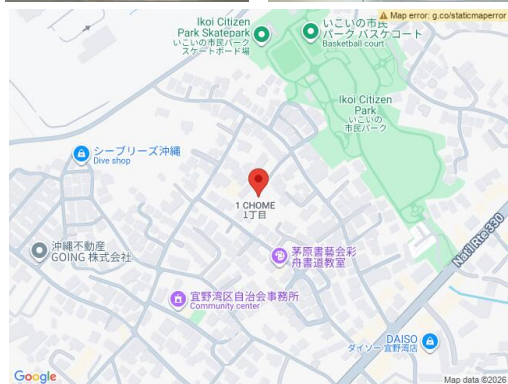 Map error: g.co/staticmaperror
Ikoi Citizen
Park Skatepark
いこいの市民パーク
スケートボード場
いこいの市民
パーク バスケコート
Basketball court
Ikoi Citizen
Park
いこいの
市民パーク
シーブリーズ沖縄
Dive shop
1 CHOME
1丁目
沖縄不動産
GOING 株式会社
茅原書藝会彩
舟書道教室
Nat'l Rte 330
宜野湾区自治会事務所
Community center
DAISO
ダイソー 宜野湾店
Google
Map data ©2026